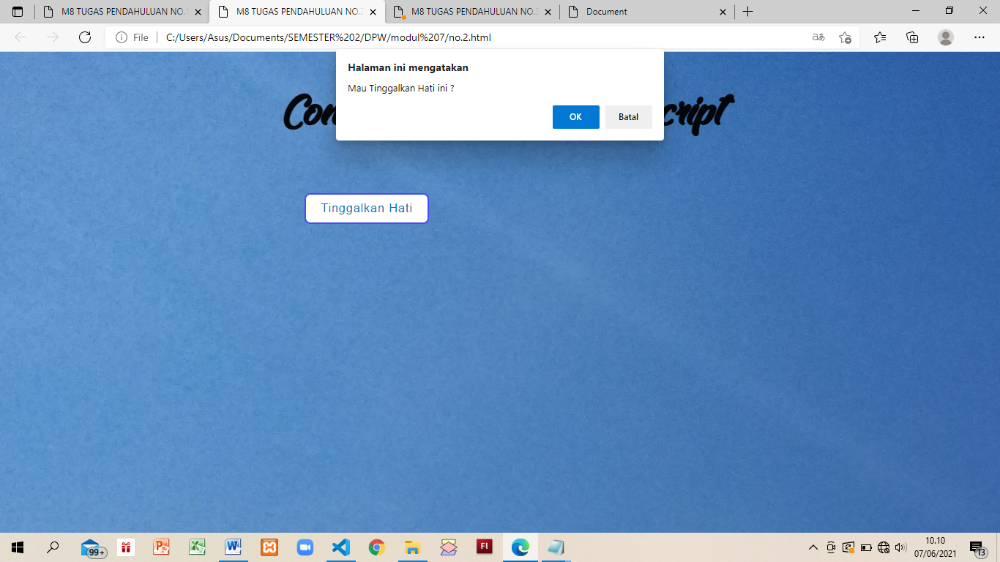 M8 TUGAS PENDAHULUAN NO.1
M8 TUGAS PENDAHULUAN NO.2
M8 TUGAS PENDAHULUAN NO.3
Document
File
C:/Users/Asus/Documents/SEMESTER%202/DPW/modul%207/no.2.html
Halaman ini mengatakan
Mau Tinggalkan Hati ini ?
OK
Batal
Con
cript
Tinggalkan Hati
99+
10.10
07/06/2021
13